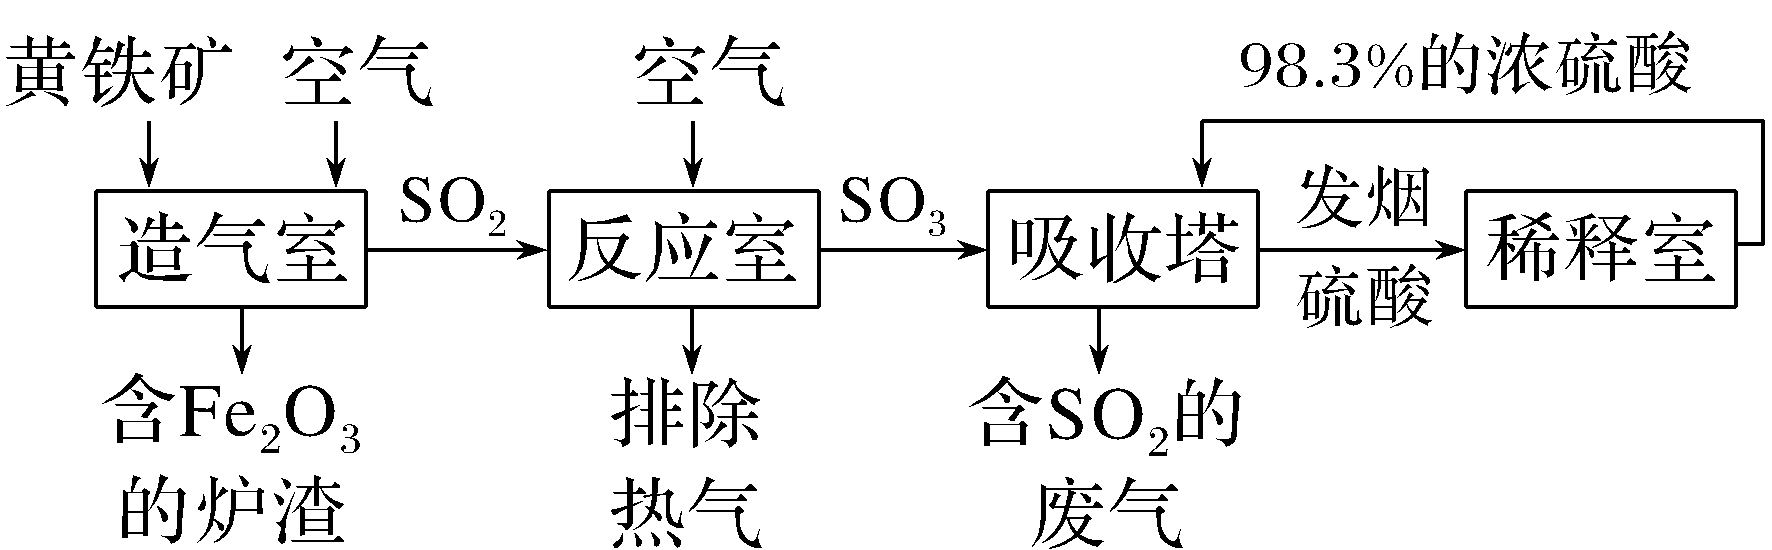 黄铁矿 空气 空气 98.3%的浓硫酸
造气室 SO₂ 反应室 SO₃ 吸收塔 发烟 稀释室
硫酸
含Fe₂O₃ 排除 含SO₂的
的炉渣 热气 废气